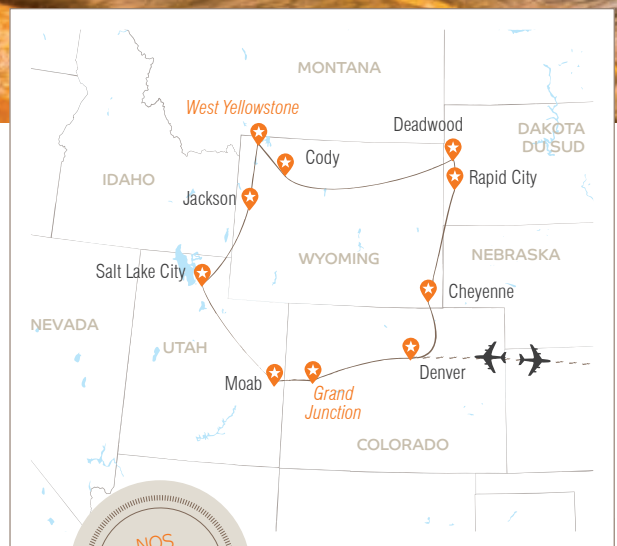 MONTANA
West Yellowstone
Deadwood
DAKOTA
DU SUD
Cody
Rapid City
IDAHO
Jackson
WYOMING
NEBRASKA
Salt Lake City
Cheyenne
NEVADA
UTAH
Denver
Moab
Grand
Junction
COLORADO
NOS